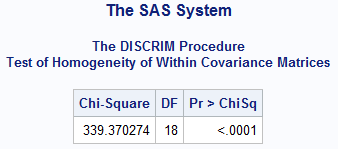 The SAS System
The DISCRIM Procedure
Test of Homogeneity of Within Covariance Matrices
Chi-Square DF Pr > ChiSq
339.370274 18 <.0001